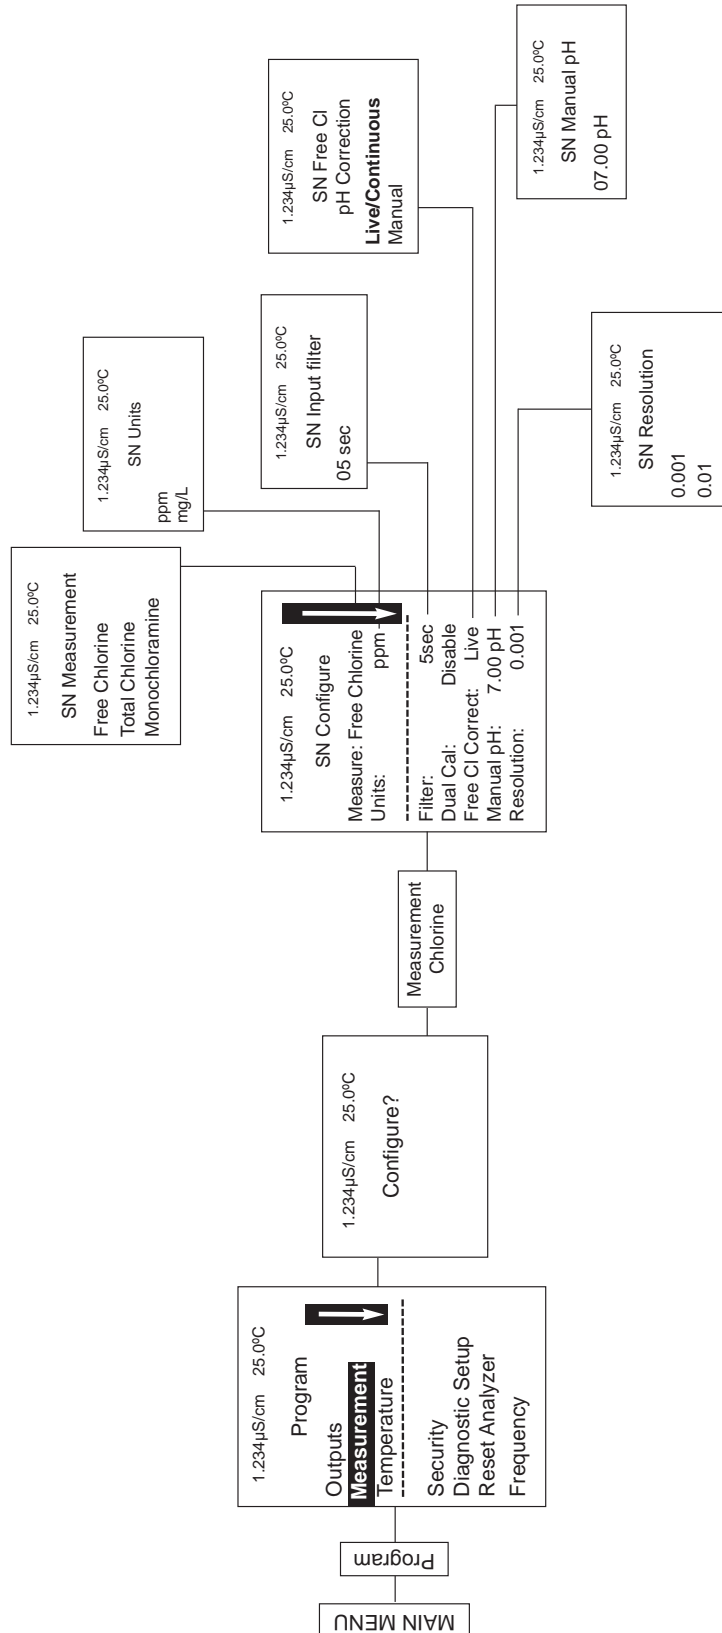 MAIN MENU
Program
1.234µS/cm 25.0ºC
Program
Outputs
Measurement
Temperature
Security
Diagnostic Setup
Reset Analyzer
Frequency
1.234µS/cm 25.0ºC
Configure?
Measurement
Chlorine
1.234µS/cm 25.0ºC
SN Configure
Measure: Free Chlorine
Units: ppm
Filter: 5sec
Dual Cal: Disable
Free Cl Correct: Live
Manual pH: 7.00 pH
Resolution: 0.001
1.234µS/cm 25.0ºC
SN Measurement
Free Chlorine
Total Chlorine
Monochloramine
1.234µS/cm 25.0ºC
SN Units
ppm
mg/L
1.234µS/cm 25.0ºC
SN Input filter
05 sec
1.234µS/cm 25.0ºC
SN Free Cl
pH Correction
Live/Continuous
Manual
1.234µS/cm 25.0ºC
SN Manual pH
07.00 pH
1.234µS/cm 25.0ºC
SN Resolution
0.001
0.01